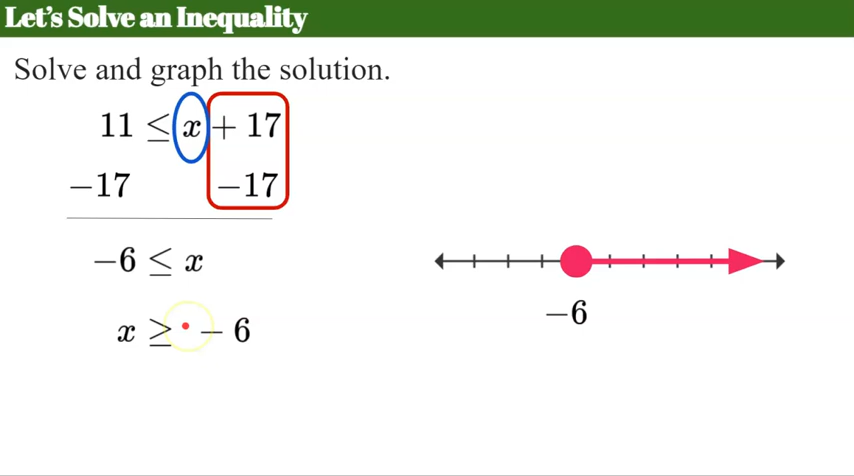 Let's Solve an Inequality
Solve and graph the solution.
11 ≤ x + 17
−17 −17
−6 ≤ x
x ≥ − 6
−6